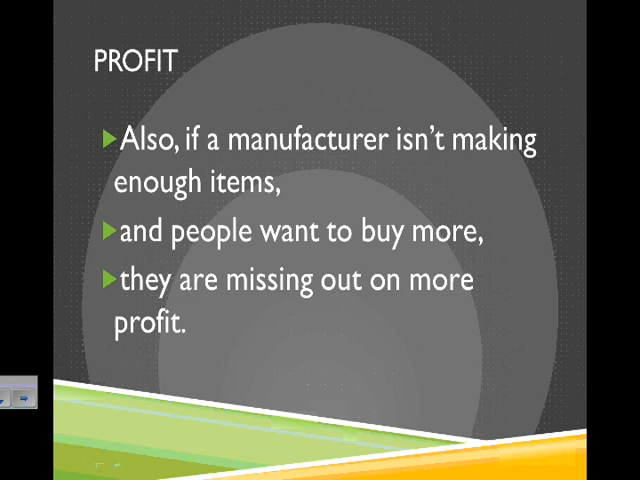 PROFIT
Also, if a manufacturer isn't making
enough items,
and people want to buy more,
they are missing out on more
profit.